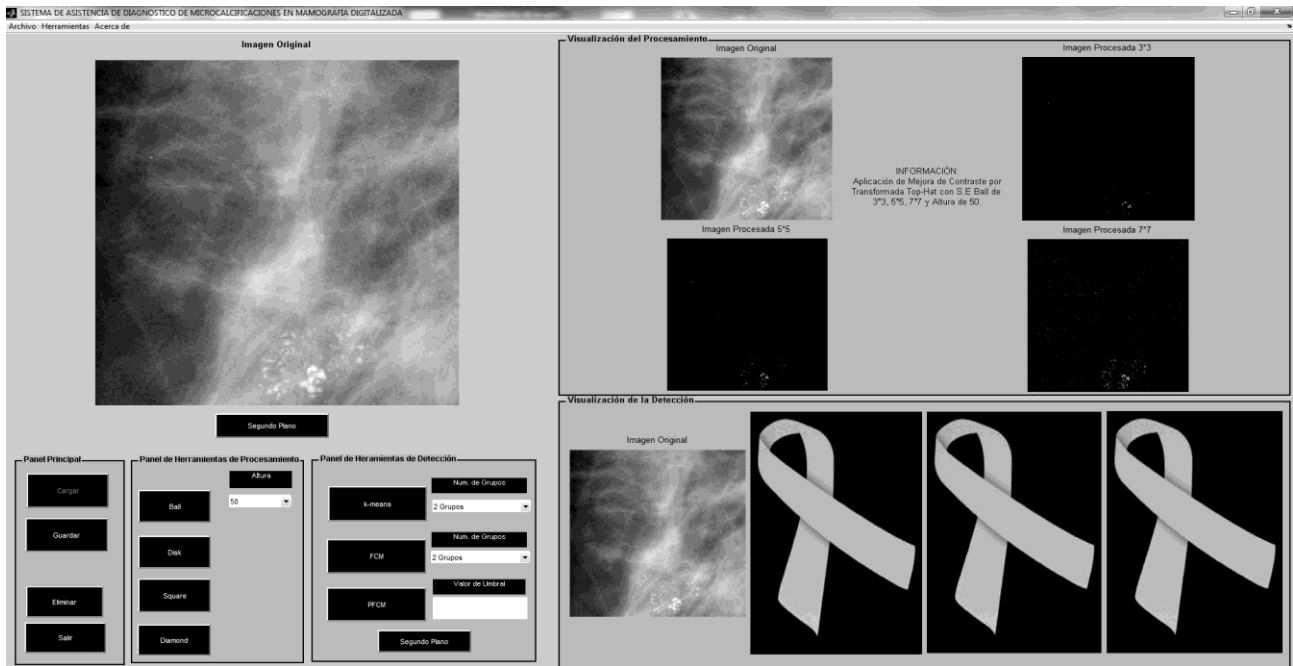 SISTEMA DE ASISTENCIA DE DIAGNOSTICO DE MICROCALCIFICACIONES EN MAMOGRAFIA DIGITALIZADA
Archivo Herramientas Acerca de
Imagen Original
Segundo Plano
Panel Principal
Cargar
Guardar
Eliminar
Salir
Panel de Herramientas de Procesamiento
Altura
Ball
50
Disk
Square
Diamond
Panel de Heramientas de Detección
Num. de Grupos
k-means
2 Grupos
Num. de Grupos
FCM
2 Grupos
Valor de Umbral
PFCM
Segundo Plano
Visualización del Procesamiento
Imagen Original
Imagen Procesada 3*3
INFORMACIÓN:
Aplicación de Mejora de Contraste por
Transformada Top-Hat con S.E Ball de
3*3, 5*5, 7*7 y Altura de 50.
Imagen Procesada 5*5
Imagen Procesada 7*7
Visualización de la Detección
Imagen Original